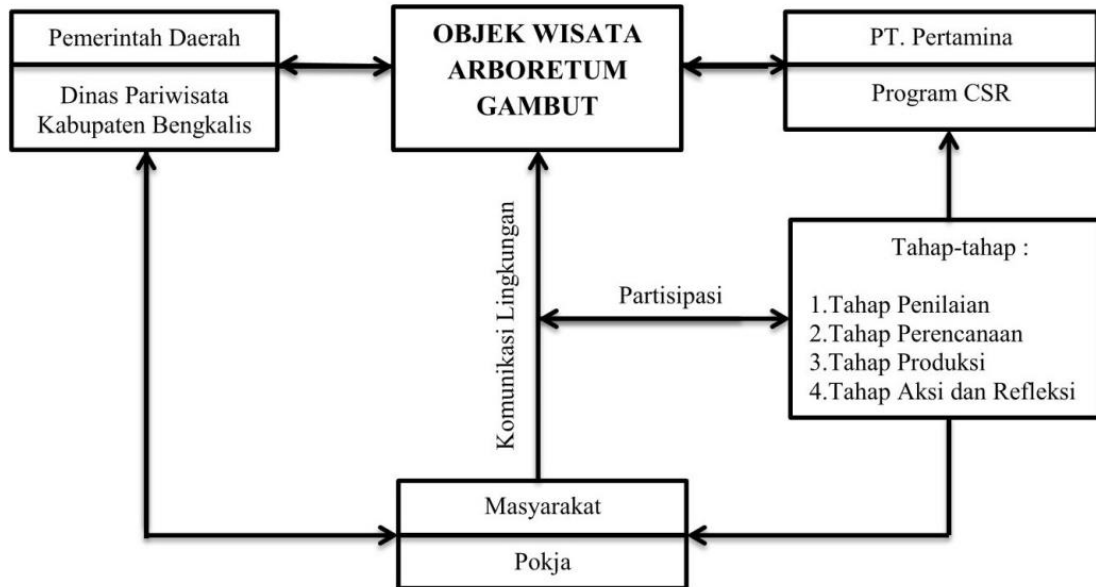 Pemerintah Daerah
Dinas Pariwisata
Kabupaten Bengkalis
OBJEK WISATA
ARBORETUM
GAMBUT
PT. Pertamina
Program CSR
Komunikasi Lingkungan
Partisipasi
Tahap-tahap :
1.Tahap Penilaian
2.Tahap Perencanaan
3.Tahap Produksi
4.Tahap Aksi dan Refleksi
Masyarakat
Pokja